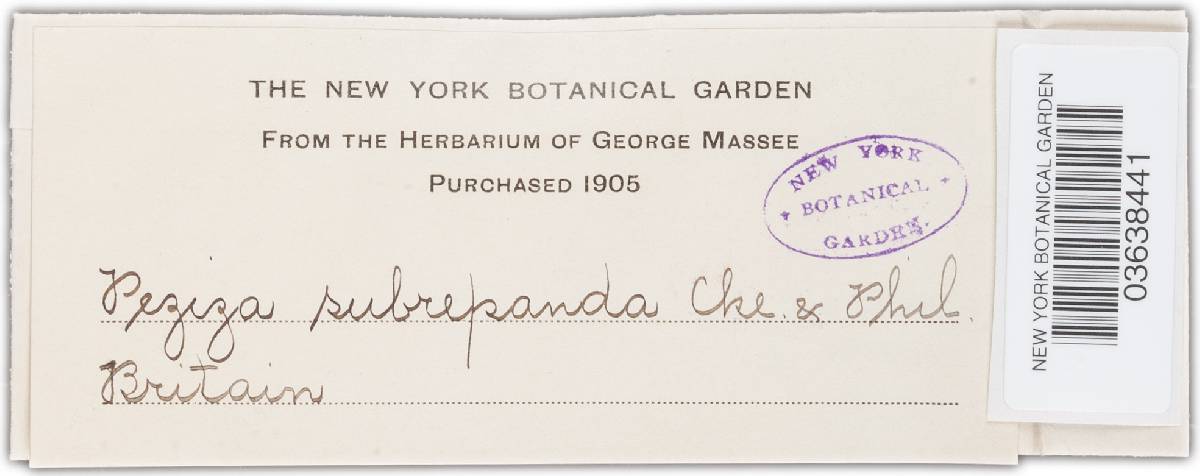 THE NEW YORK BOTANICAL GARDEN
FROM THE HERBARIUM OF GEORGE MASSEE
PURCHASED 1905
NEW YORK
BOTANICAL
GARDEN.
Peziza subrepanda Cke. & Phil.
Britain
NEW YORK BOTANICAL GARDEN
03638441